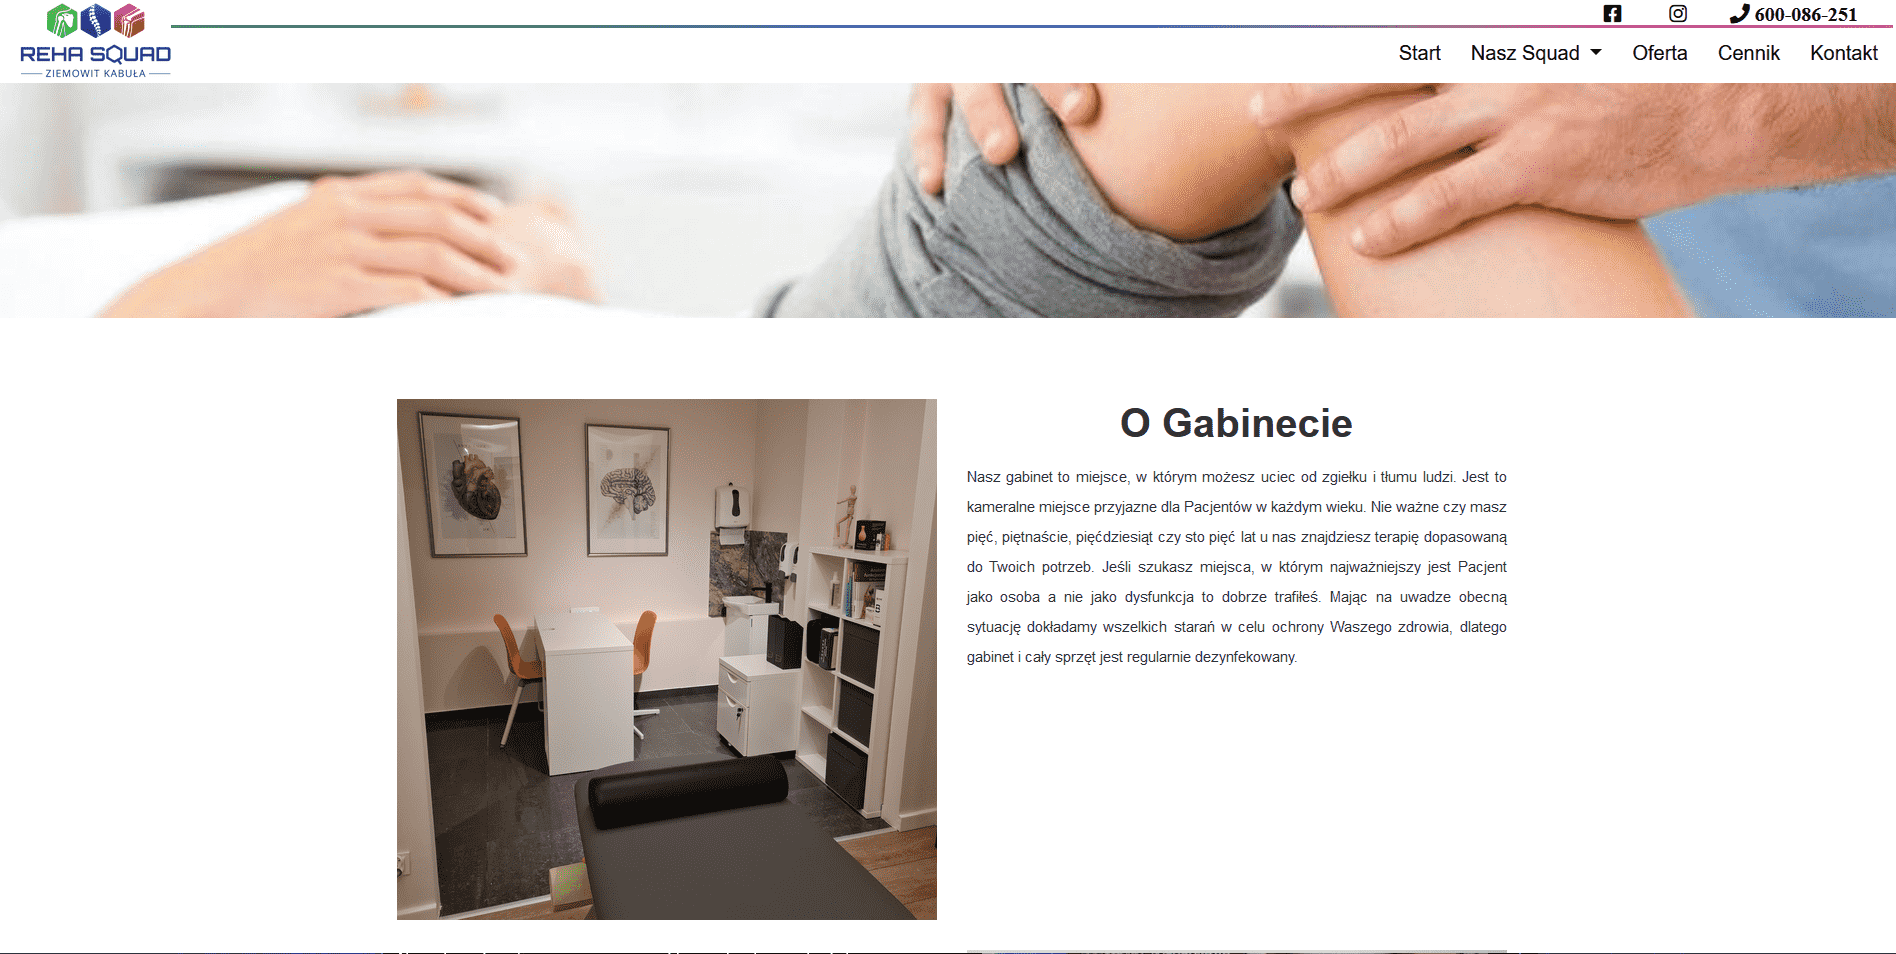 600-086-251
REHA SQUAD
ZIEMOWIT KABUŁA
Start Nasz Squad Oferta Cennik Kontakt
O Gabinecie
Nasz gabinet to miejsce, w którym możesz uciec od zgiełku i tłumu ludzi. Jest to
kameralne miejsce przyjazne dla Pacjentów w każdym wieku. Nie ważne czy masz
pięć, piętnaście, pięćdziesiąt czy sto pięć lat u nas znajdziesz terapię dopasowaną
do Twoich potrzeb. Jeśli szukasz miejsca, w którym najważniejszy jest Pacjent
jako osoba a nie jako dysfunkcja to dobrze trafiłeś. Mając na uwadze obecną
sytuację dokładamy wszelkich starań w celu ochrony Waszego zdrowia, dlatego
gabinet i cały sprzęt jest regularnie dezynfekowany.